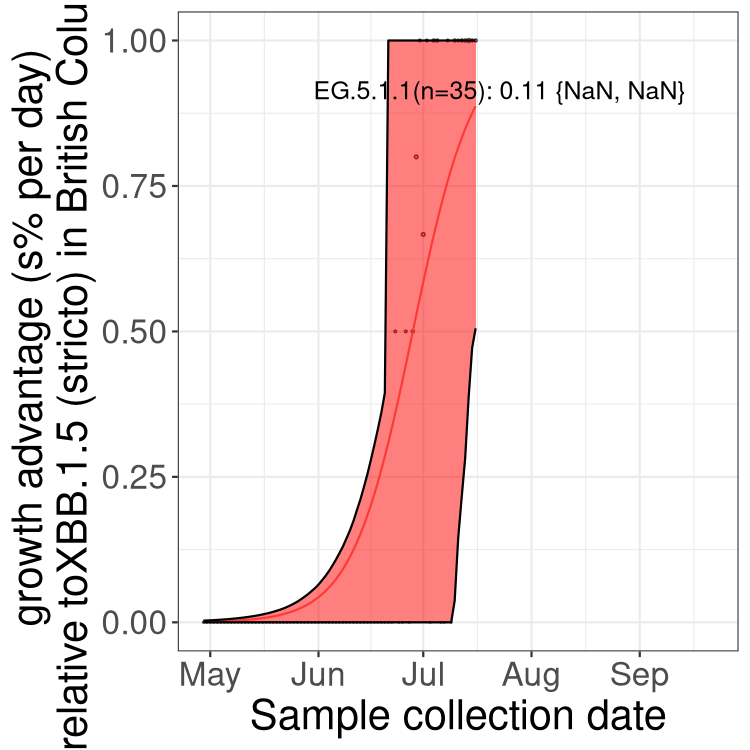 growth advantage (s% per day)
relative toXBB.1.5 (stricto) in British Colu
1.00
0.75
0.50
0.25
0.00
EG.5.1.1(n=35): 0.11 {NaN, NaN}
May Jun Jul Aug Sep
Sample collection date